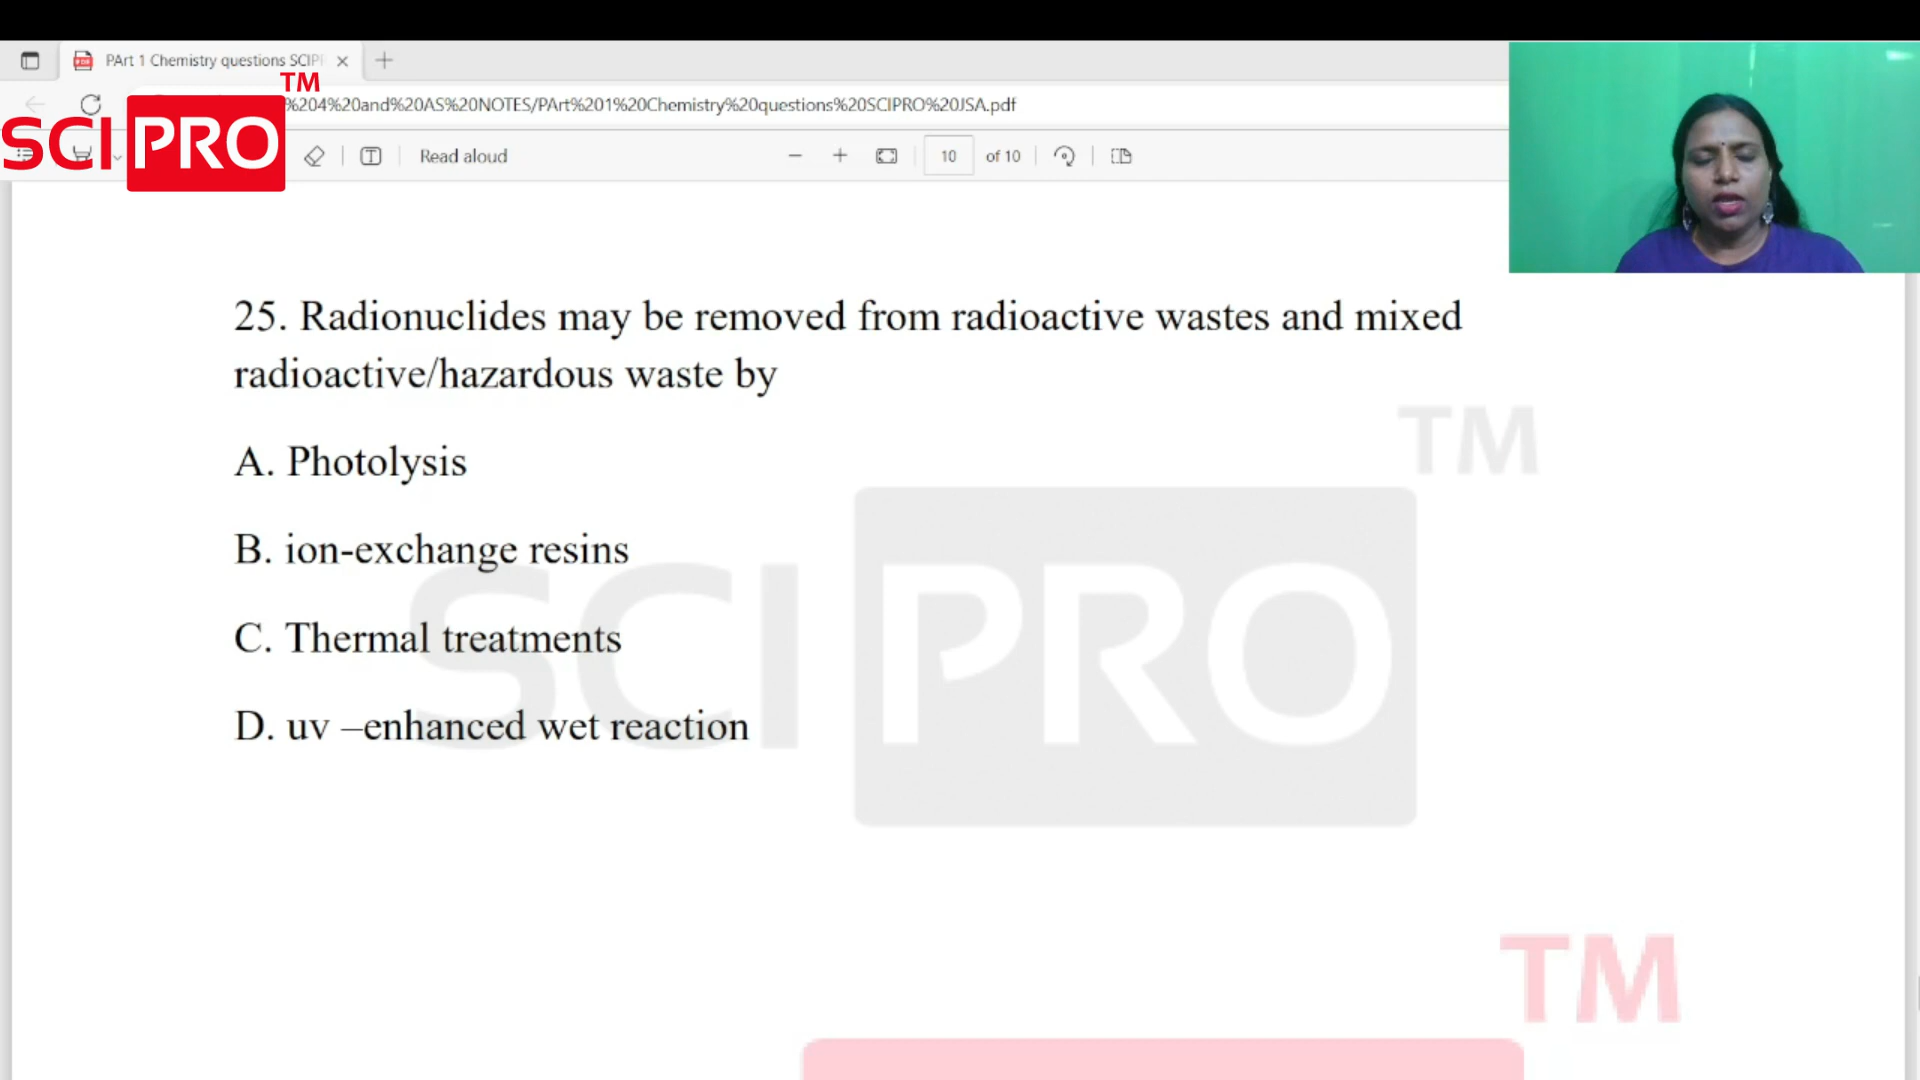 PArt 1 Chemistry questions SCIP
TM
%204%20and%20AS%20NOTES/PArt%201%20Chemistry%20questions%20SCIPRO%20JSA.pdf
SCI PRO
Read aloud
10 of 10
25. Radionuclides may be removed from radioactive wastes and mixed
radioactive/hazardous waste by
TM
A. Photolysis
B. ion-exchange resins
SCI PRO
C. Thermal treatments
D. uv –enhanced wet reaction
TM